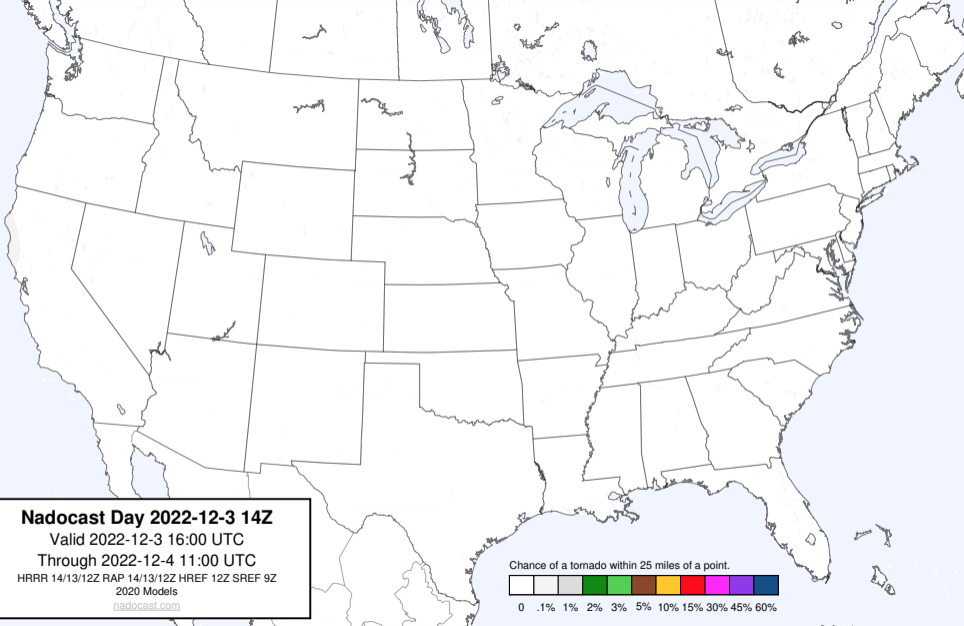 Nadocast Day 2022-12-3 14Z
Valid 2022-12-3 16:00 UTC
Through 2022-12-4 11:00 UTC
HRRR 14/13/12Z RAP 14/13/12Z HREF 12Z SREF 9Z
2020 Models
nadocast.com
Chance of a tornado within 25 miles of a point.
0 .1% 1% 2% 3% 5% 10% 15% 30% 45% 60%